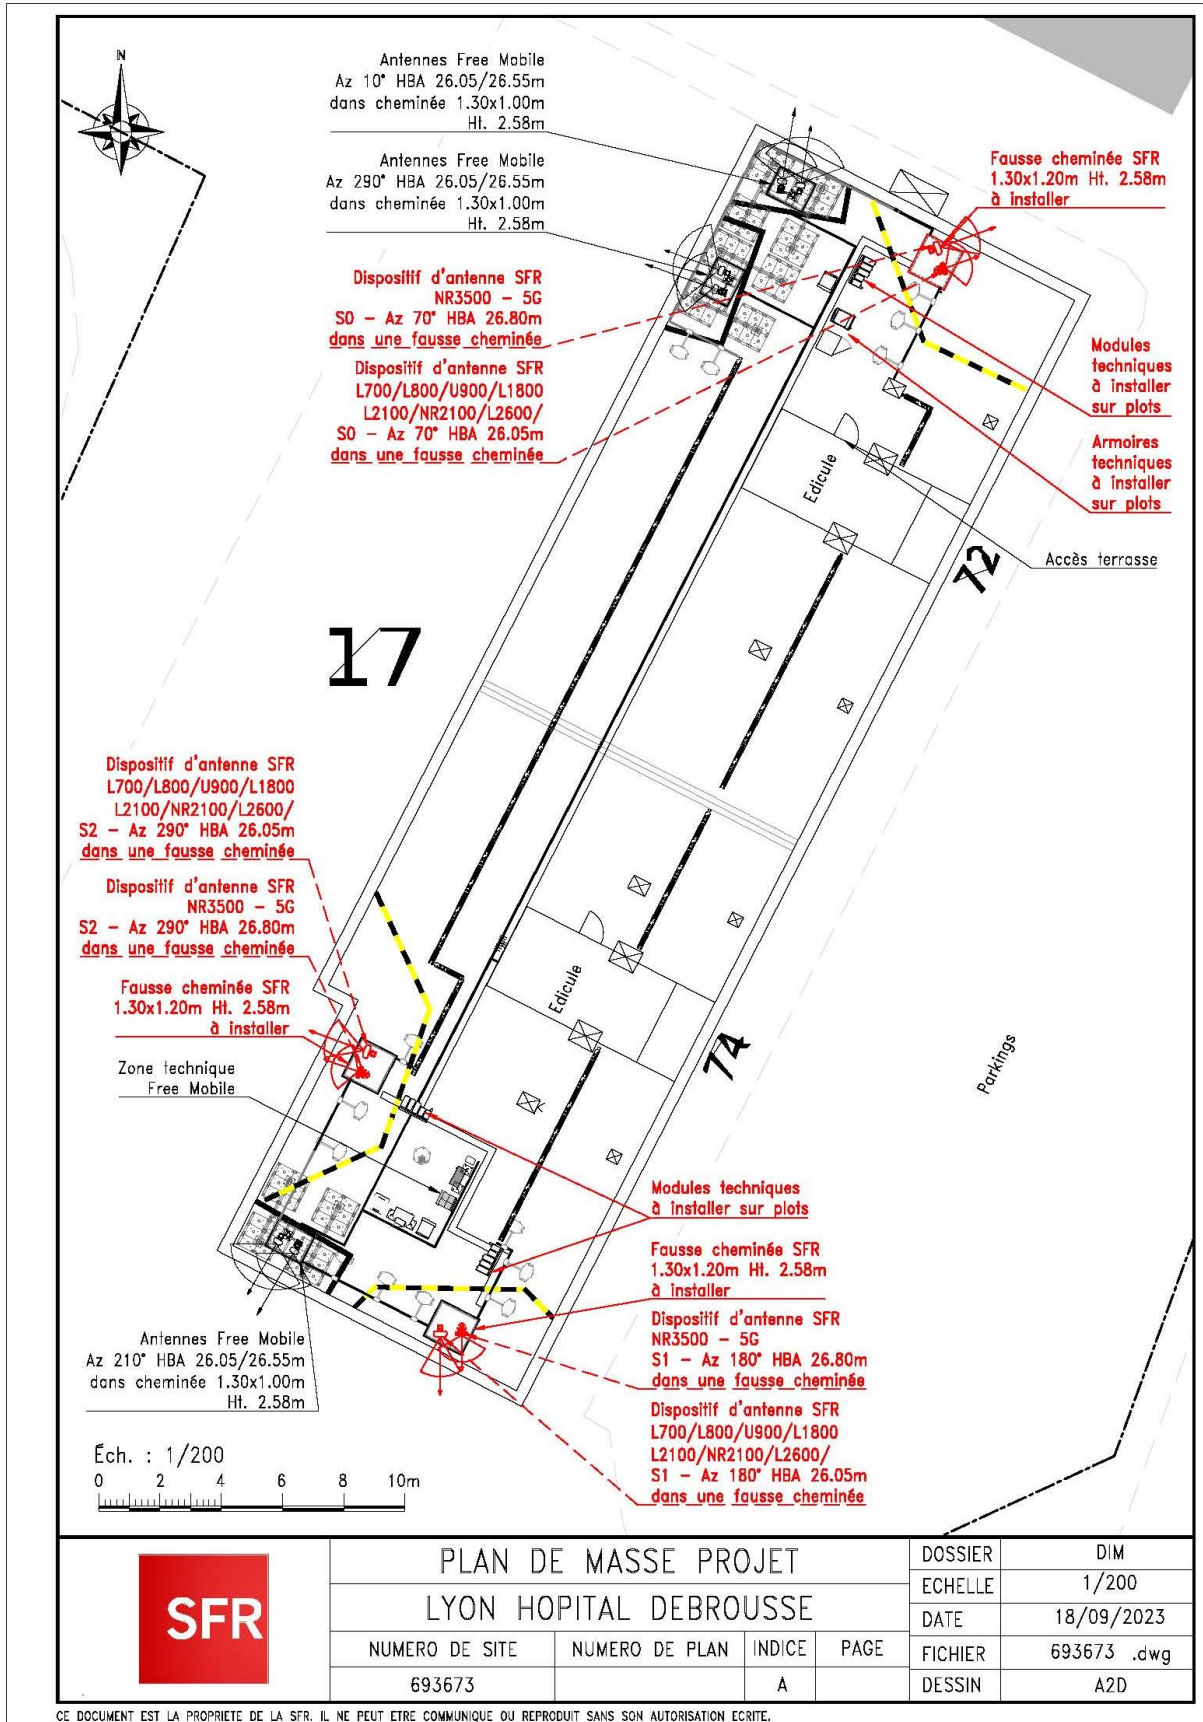 N
Antennes Free Mobile
Az 10° HBA 26.05/26.55m
dans cheminée 1.30x1.00m
Ht. 2.58m
Antennes Free Mobile
Az 290° HBA 26.05/26.55m
dans cheminée 1.30x1.00m
Ht. 2.58m
Fausse cheminée SFR
1.30x1.20m Ht. 2.58m
à installer
Dispositif d'antenne SFR
NR3500 - 5G
S0 - Az 70° HBA 26.80m
dans une fausse cheminée
Dispositif d'antenne SFR
L700/L800/U900/L1800
L2100/NR2100/L2600/
S0 - Az 70° HBA 26.05m
dans une fausse cheminée
Modules
techniques
à installer
sur plots
Armoires
techniques
à installer
sur plots
Edicule
Accès terrasse
72
17
Dispositif d'antenne SFR
L700/L800/U900/L1800
L2100/NR2100/L2600/
S2 - Az 290° HBA 26.05m
dans une fausse cheminée
Dispositif d'antenne SFR
NR3500 - 5G
S2 - Az 290° HBA 26.80m
dans une fausse cheminée
Fausse cheminée SFR
1.30x1.20m Ht. 2.58m
à installer
Zone technique
Free Mobile
Edicule
74
Parkings
Modules techniques
à installer sur plots
Fausse cheminée SFR
1.30x1.20m Ht. 2.58m
à installer
Dispositif d'antenne SFR
NR3500 - 5G
S1 - Az 180° HBA 26.80m
dans une fausse cheminée
Dispositif d'antenne SFR
L700/L800/U900/L1800
L2100/NR2100/L2600/
S1 - Az 180° HBA 26.05m
dans une fausse cheminée
Antennes Free Mobile
Az 210° HBA 26.05/26.55m
dans cheminée 1.30x1.00m
Ht. 2.58m
Éch. : 1/200
0 2 4 6 8 10m
SFR
PLAN DE MASSE PROJET
LYON HOPITAL DEBROUSSE
NUMERO DE SITE NUMERO DE PLAN INDICE PAGE
693673 A
DOSSIER DIM
ECHELLE 1/200
DATE 18/09/2023
FICHIER 693673 .dwg
DESSIN A2D
CE DOCUMENT EST LA PROPRIETE DE LA SFR. IL NE PEUT ETRE COMMUNIQUE OU REPRODUIT SANS SON AUTORISATION ECRITE.